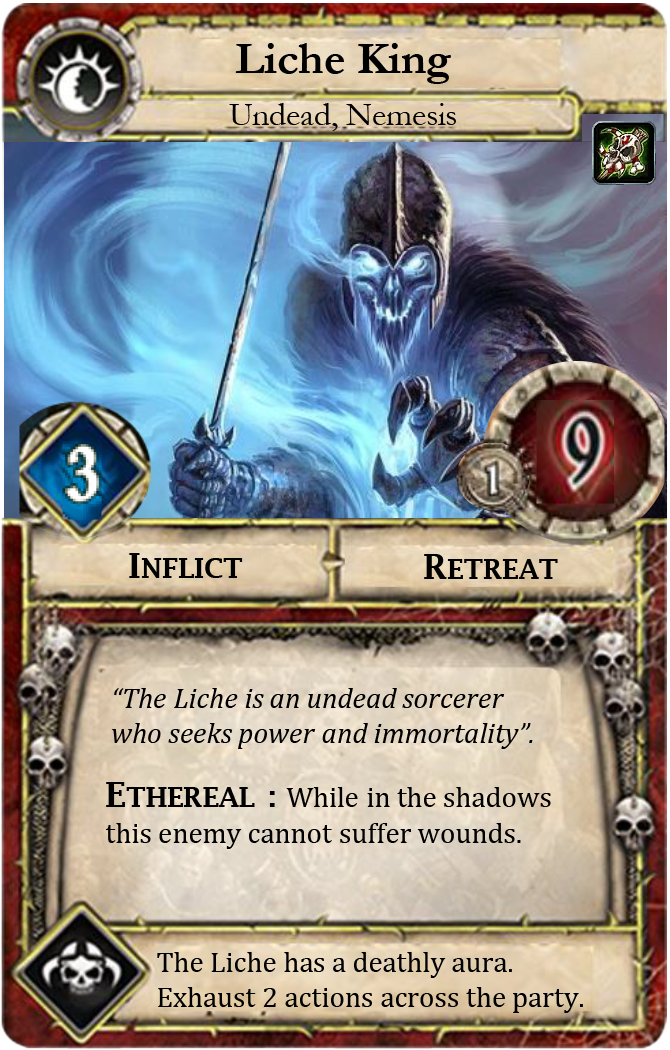 Liche King
Undead, Nemesis
3
1
9
INFLICT
RETREAT
“The Liche is an undead sorcerer
who seeks power and immortality”.
ETHEREAL : While in the shadows
this enemy cannot suffer wounds.
The Liche has a deathly aura.
Exhaust 2 actions across the party.